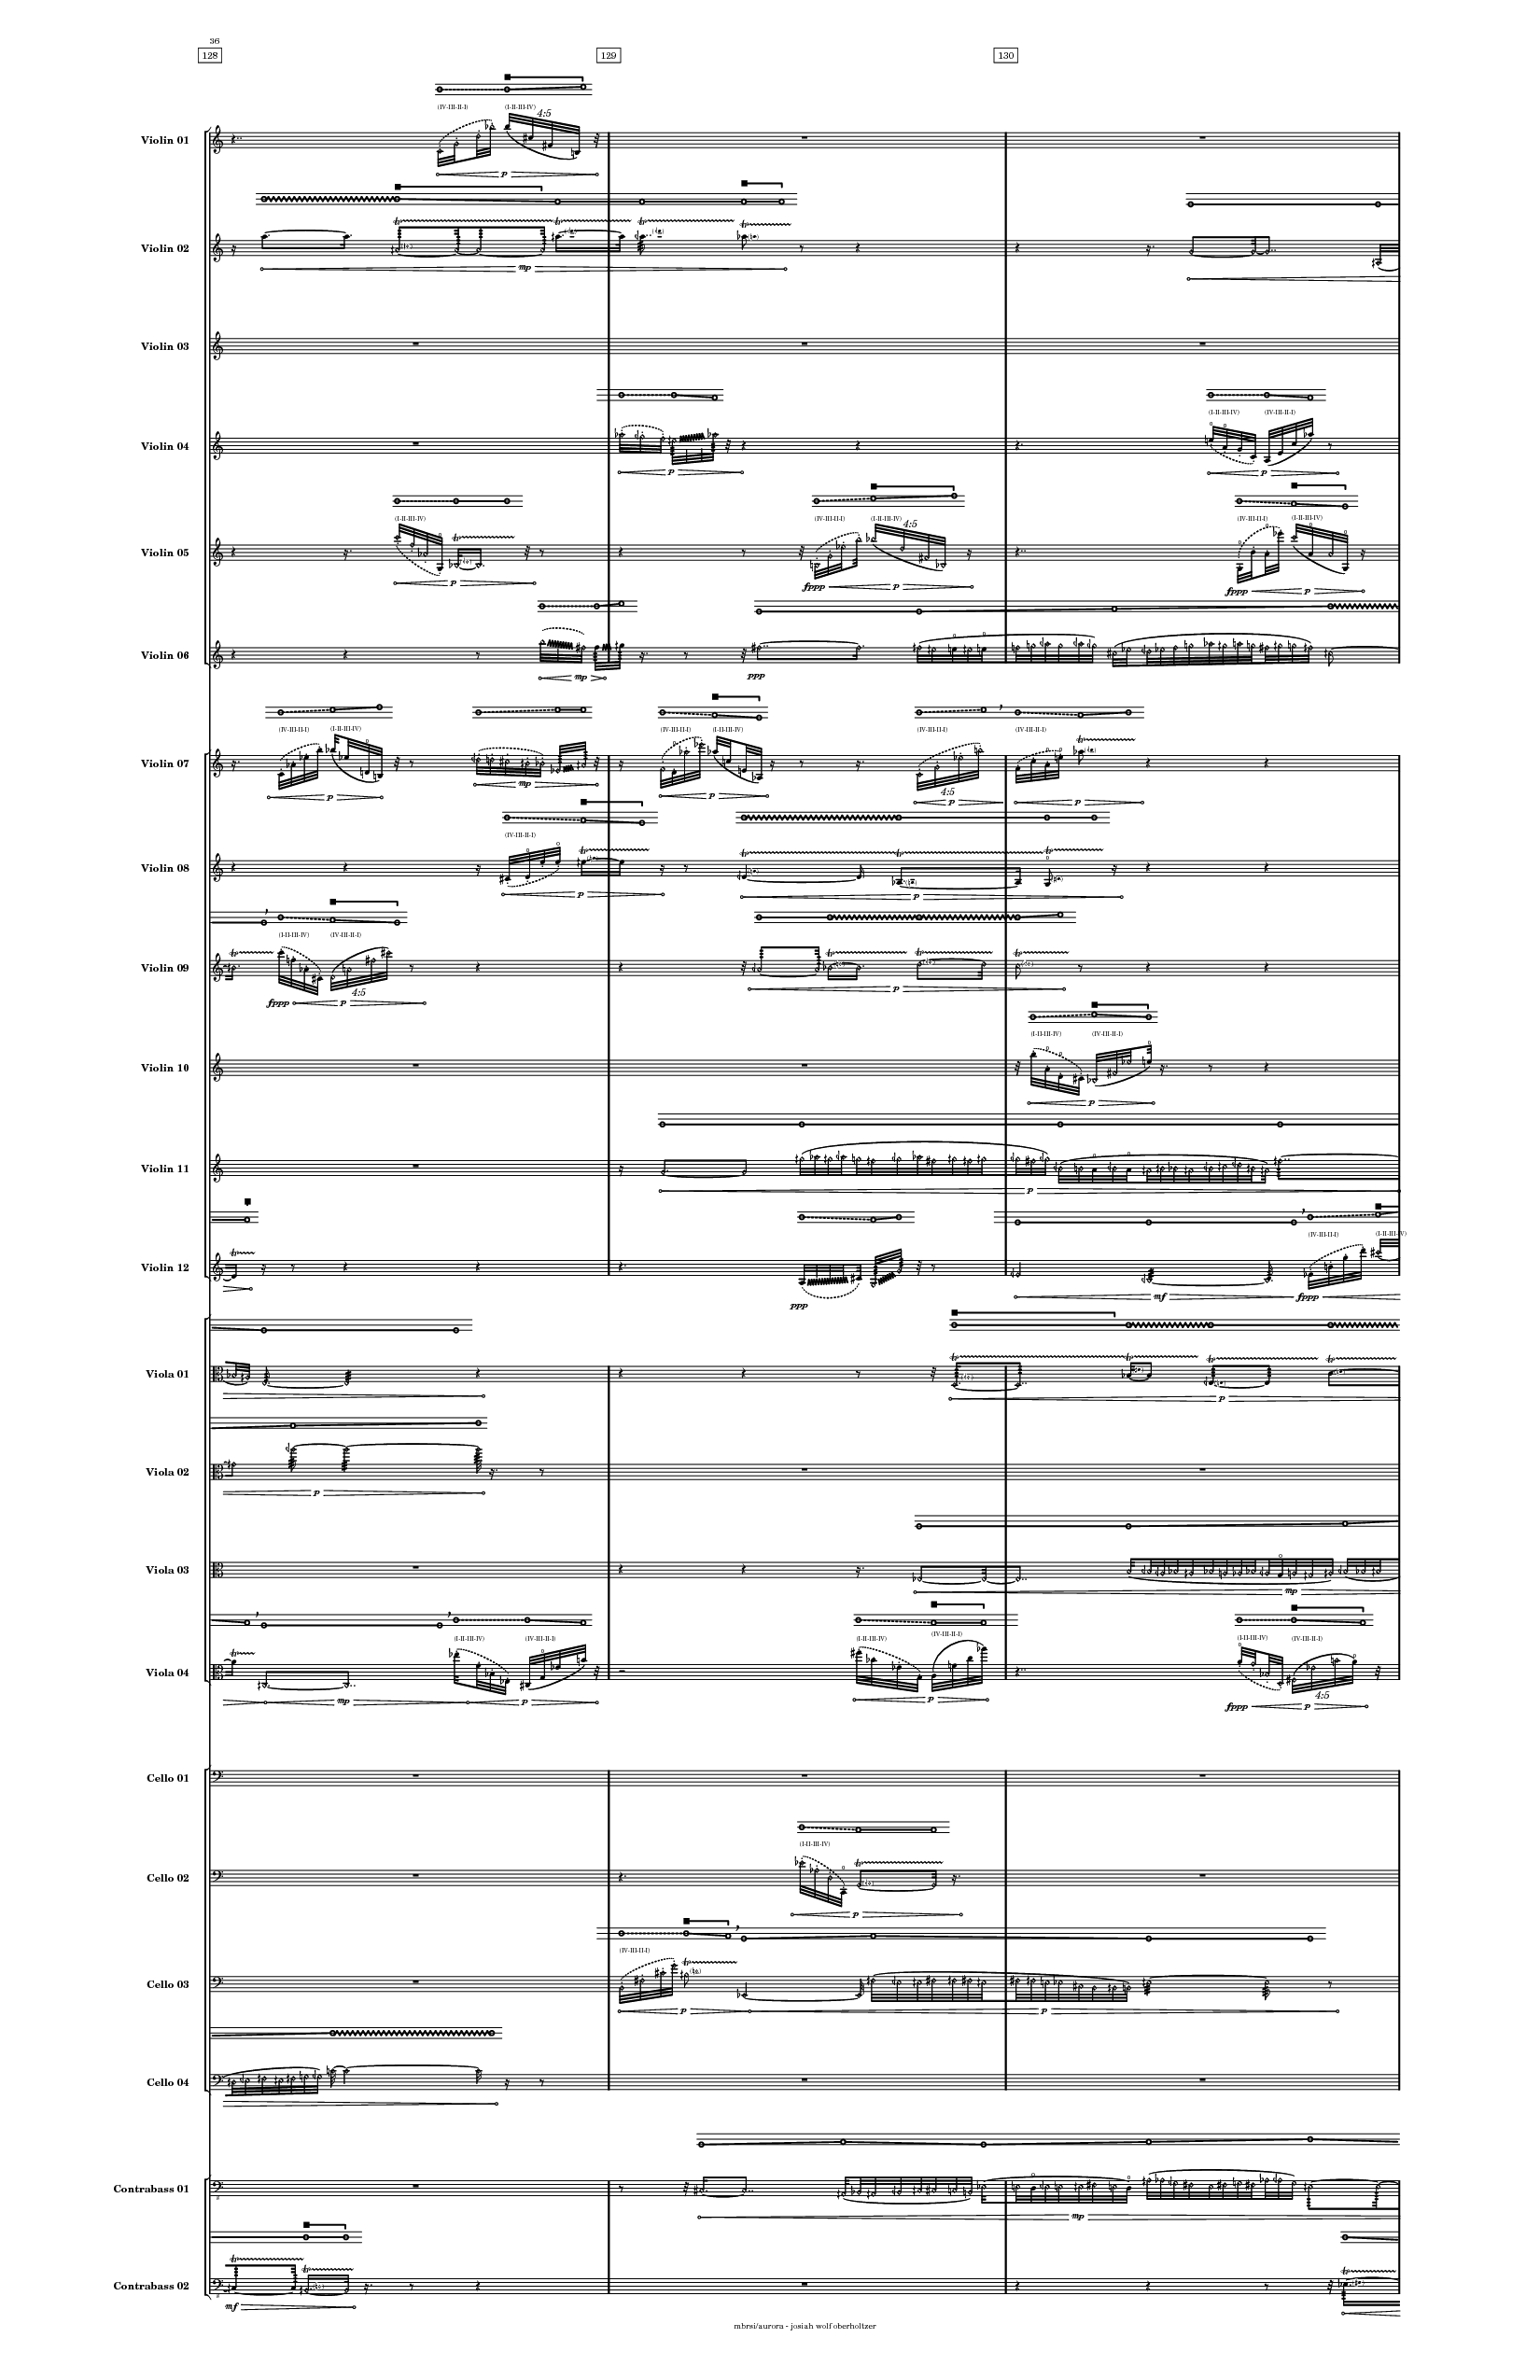 36
128 129 130
(IV-III-II-I) (I-II-III-IV) 4:5
Violin 01
p
Violin 02
mp
Violin 03
(I-II-III-IV) (IV-III-II-I)
Violin 04
p p
(I-II-III-IV) (IV-III-II-I) (I-II-III-IV) 4:5 (IV-III-II-I) (I-II-III-IV)
Violin 05
p fppp p fppp p
Violin 06
mp ppp
(IV-III-II-I) (I-II-III-IV) (IV-III-II-I) (I-II-III-IV) (IV-III-II-I) (IV-III-II-I)
Violin 07
p mp p 4:5 p p
(IV-III-II-I)
Violin 08
p p
(I-II-III-IV) (IV-III-II-I)
Violin 09
fppp p 4:5 p
(I-II-III-IV) (IV-III-II-I)
Violin 10
p
Violin 11
p
(IV-III-II-I) (I-II-III-IV)
Violin 12
ppp mf fppp
Viola 01
p
Viola 02
p
Viola 03
mp
(I-II-III-IV) (IV-III-II-I) (I-II-III-IV) (IV-III-II-I) (I-II-III-IV) (IV-III-II-I)
Viola 04
mp p p fppp p 4:5
Cello 01
(I-II-III-IV)
Cello 02
p
(IV-III-II-I)
Cello 03
p p
Cello 04
Contrabass 01
mp
Contrabass 02
mf
mbrsi/aurora - josiah wolf oberholtzer